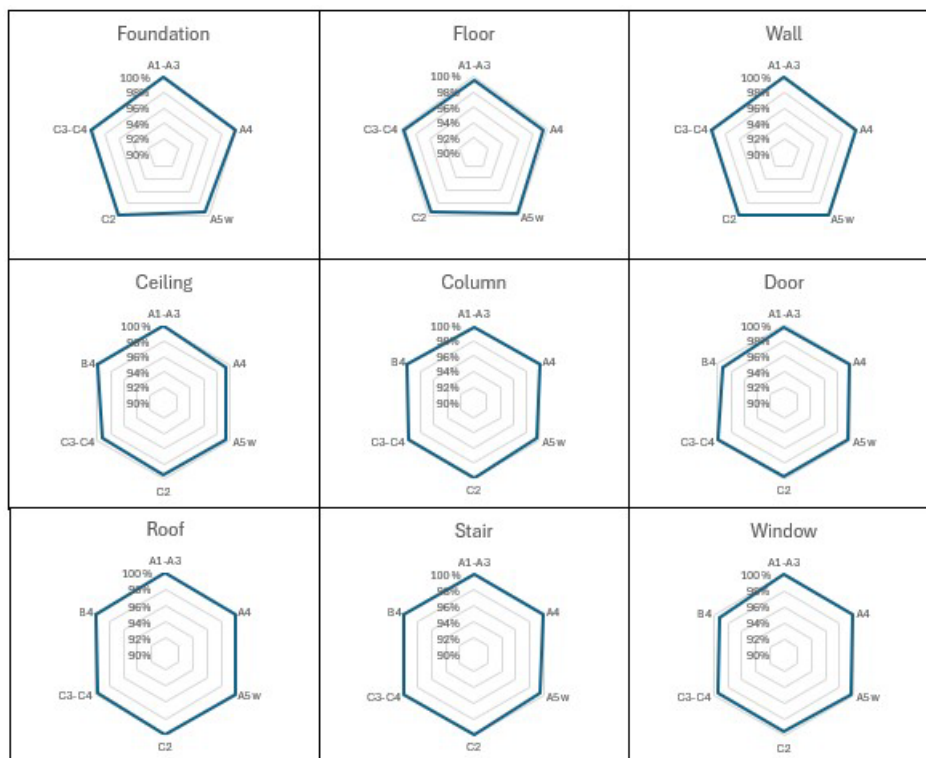 Foundation
A1-A3
100%
98%
96%
94%
92%
90%
A4
A5w
C2
C3-C4
Floor
A1-A3
100%
98%
96%
94%
92%
90%
A4
A5w
C2
C3-C4
Wall
A1-A3
100%
98%
96%
94%
92%
90%
A4
A5w
C2
C3-C4
Ceiling
A1-A3
100%
98%
96%
94%
92%
90%
A4
A5w
C2
C3-C4
B4
Column
A1-A3
100%
98%
96%
94%
92%
90%
A4
A5w
C2
C3-C4
B4
Door
A1-A3
100%
98%
96%
94%
92%
90%
A4
A5w
C2
C3-C4
B4
Roof
A1-A3
100%
98%
96%
94%
92%
90%
A4
A5w
C2
C3-C4
B4
Stair
A1-A3
100%
98%
96%
94%
92%
90%
A4
A5w
C2
C3-C4
B4
Window
A1-A3
100%
98%
96%
94%
92%
90%
A4
A5w
C2
C3-C4
B4